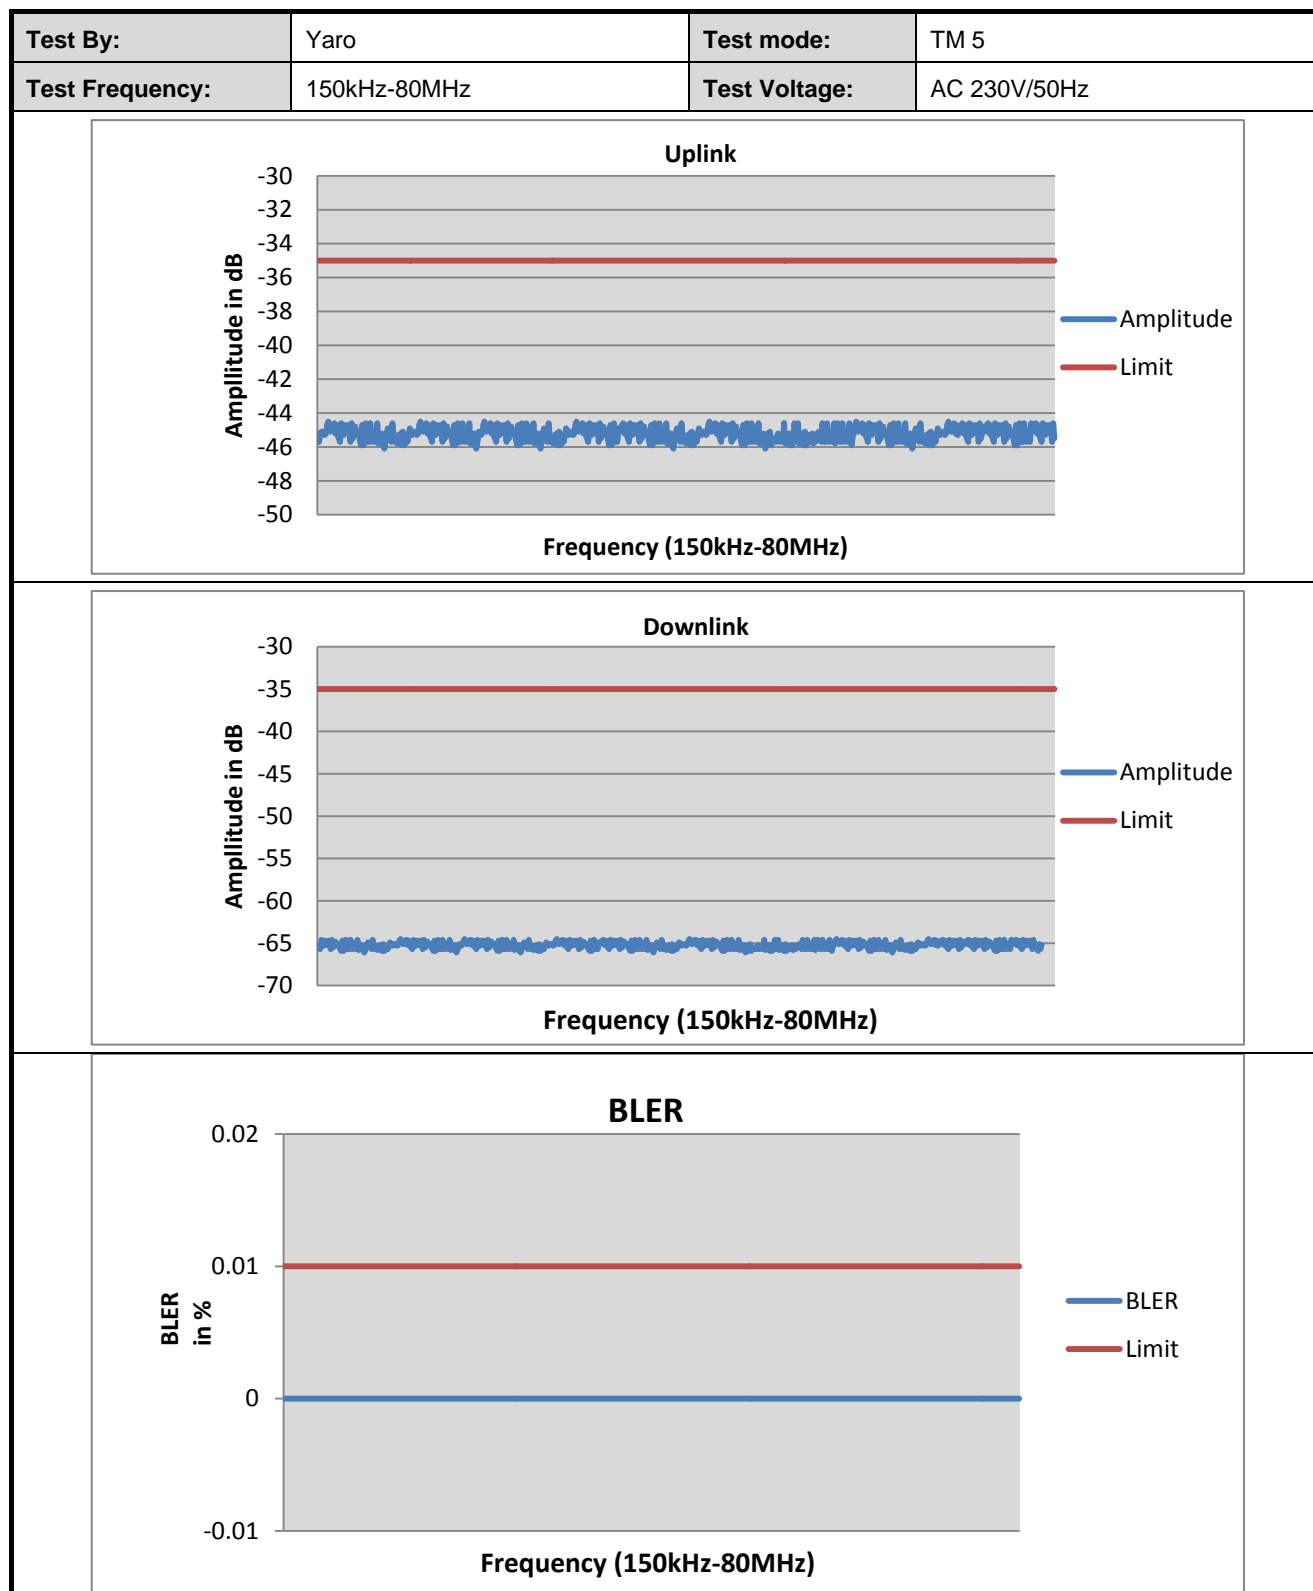 Test By: Yaro Test mode: TM 5
Test Frequency: 150kHz-80MHz Test Voltage: AC 230V/50Hz
Uplink
-30
-32
-34
-36
-38
-40
-42
-44
-46
-48
-50
Ampllitude in dB
Amplitude
Limit
Frequency (150kHz-80MHz)
Downlink
-30
-35
-40
-45
-50
-55
-60
-65
-70
Ampllitude in dB
Amplitude
Limit
Frequency (150kHz-80MHz)
BLER
0.02
0.01
0
-0.01
BLER
in %
BLER
Limit
Frequency (150kHz-80MHz)